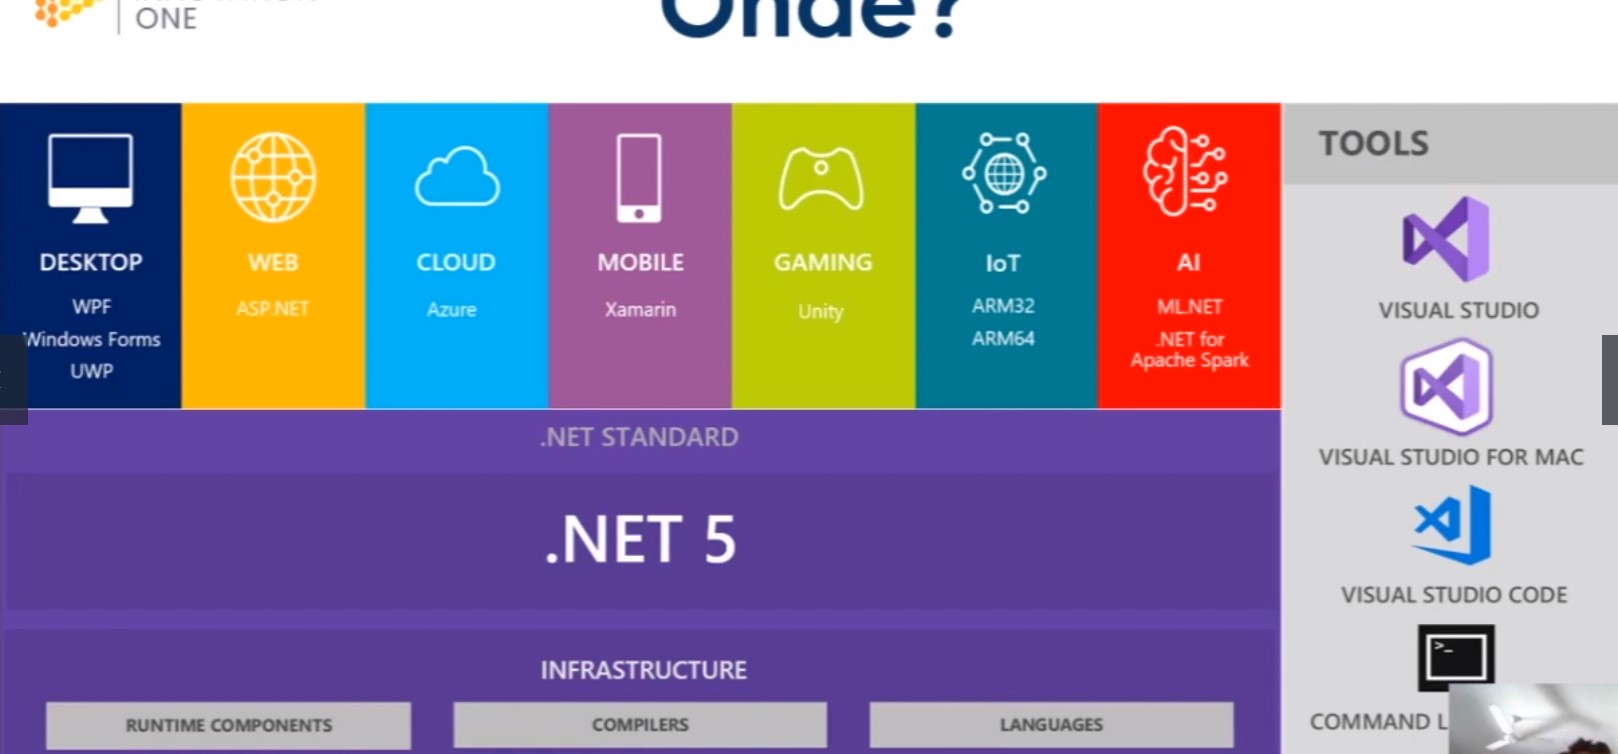 ONE
Onde?
DESKTOP
WPF
Windows Forms
UWP
WEB
ASP.NET
CLOUD
Azure
MOBILE
Xamarin
GAMING
Unity
IoT
ARM32
ARM64
AI
ML.NET
.NET for
Apache Spark
.NET STANDARD
.NET 5
INFRASTRUCTURE
RUNTIME COMPONENTS
COMPILERS
LANGUAGES
TOOLS
VISUAL STUDIO
VISUAL STUDIO FOR MAC
VISUAL STUDIO CODE
>_
COMMAND L